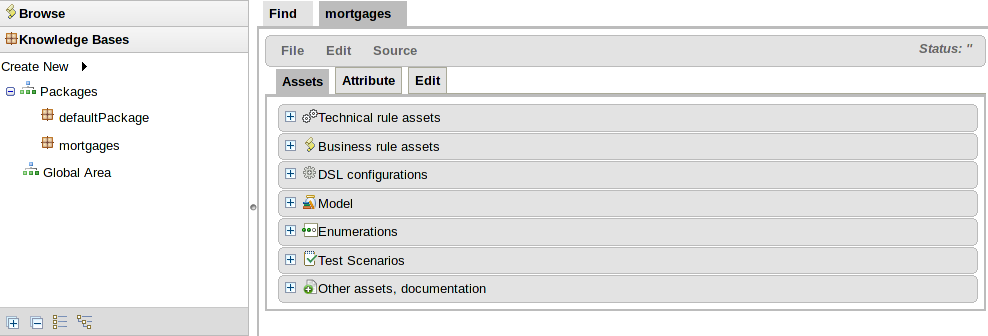 Browse
Knowledge Bases
Create New
Packages
defaultPackage
mortgages
Global Area
Find mortgages
File Edit Source Status: ''
Assets Attribute Edit
Technical rule assets
Business rule assets
DSL configurations
Model
Enumerations
Test Scenarios
Other assets, documentation